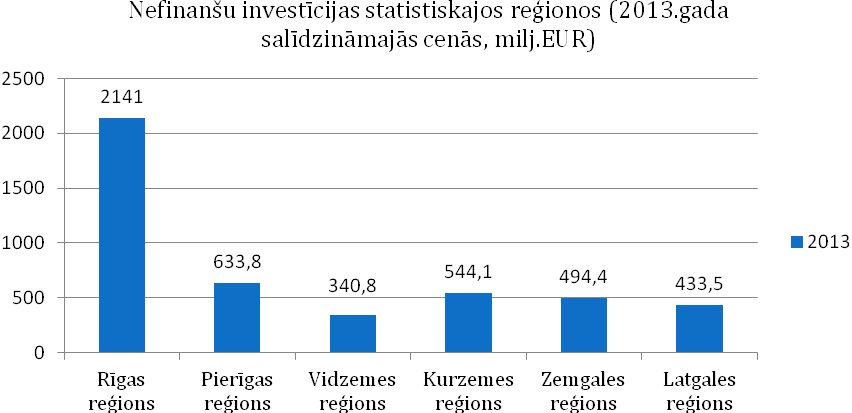 Nefinanšu investīcijas statistiskajos reģionos (2013.gada
salīdzināmajās cenās, milj.EUR)
2500
2000
1500
1000
500
0
2141
633,8
340,8
544,1
494,4
433,5
2013
Rīgas
reģions
Pierīgas
reģions
Vidzemes
reģions
Kurzemes
reģions
Zemgales
reģions
Latgales
reģions